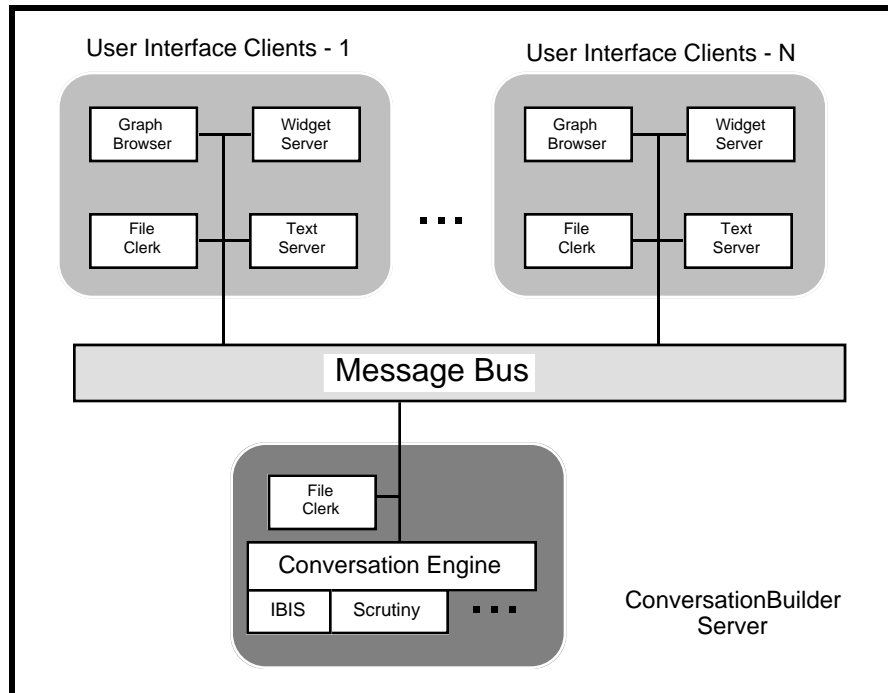 User Interface Clients - 1
Graph
Browser
Widget
Server
File
Clerk
Text
Server
User Interface Clients - N
Graph
Browser
Widget
Server
File
Clerk
Text
Server
Message Bus
File
Clerk
Conversation Engine
IBIS
Scrutiny
ConversationBuilder
Server